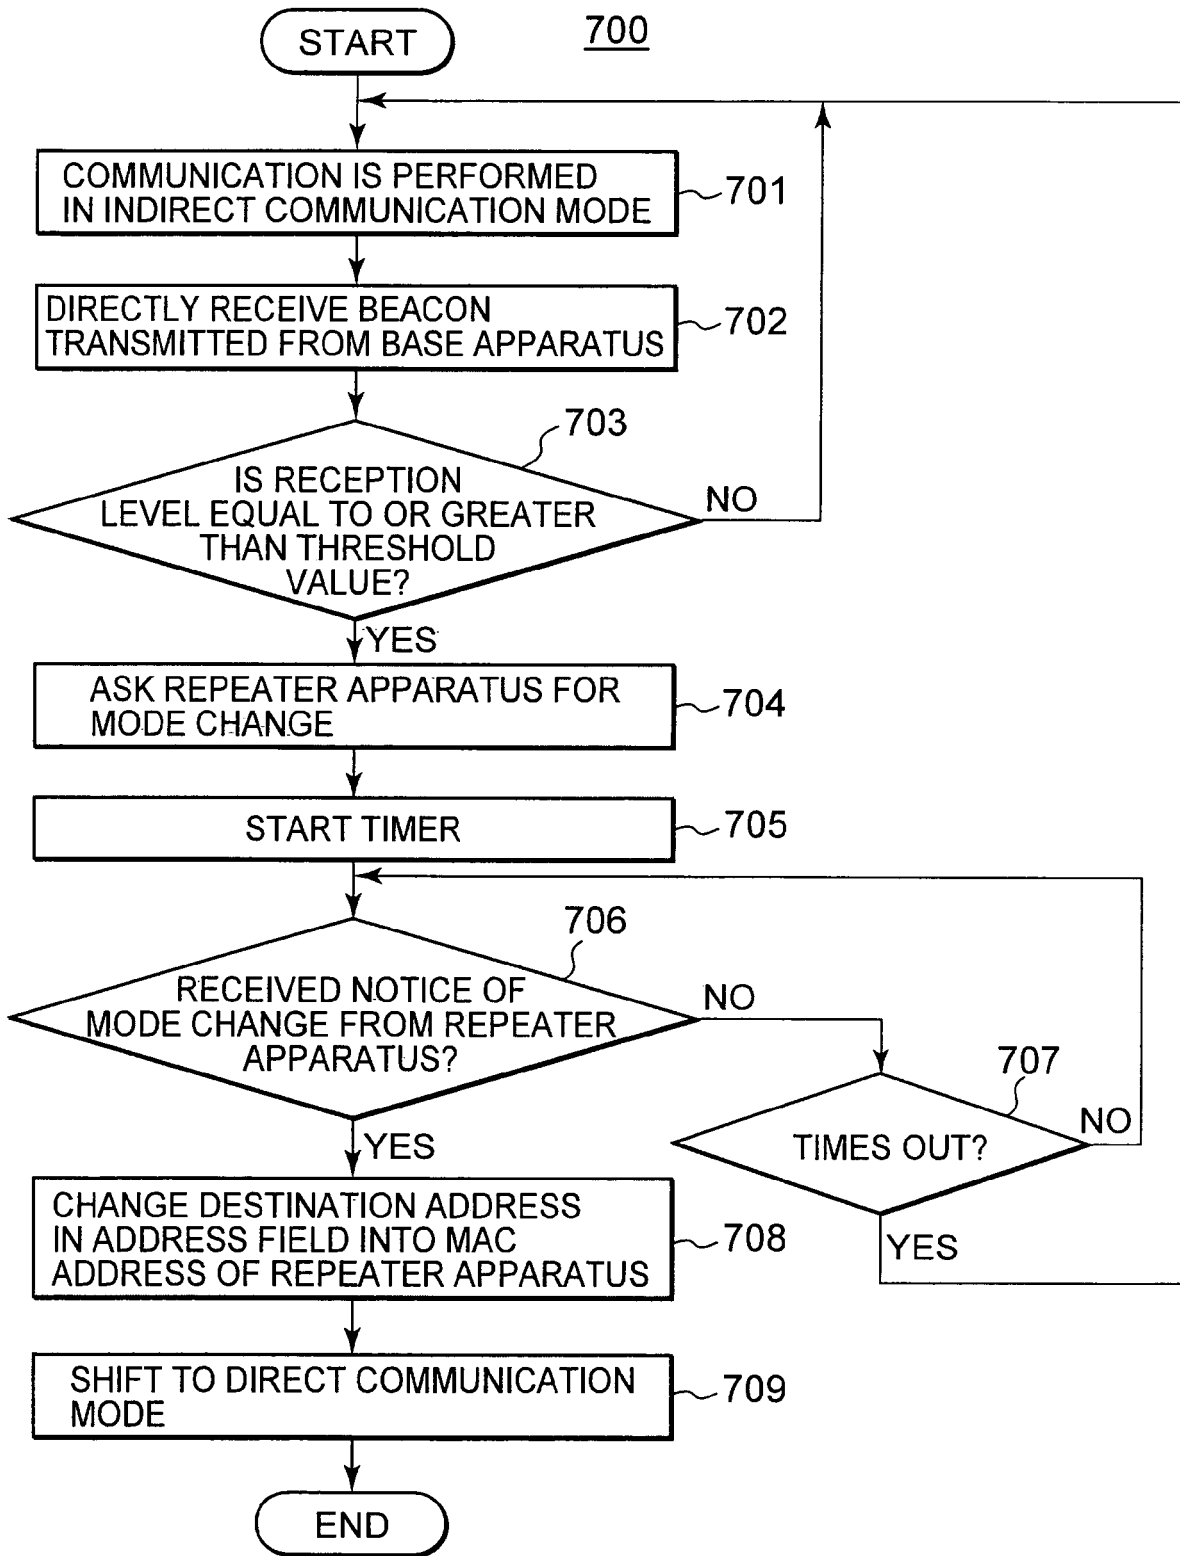 START
700
COMMUNICATION IS PERFORMED
IN INDIRECT COMMUNICATION MODE
701
DIRECTLY RECEIVE BEACON
TRANSMITTED FROM BASE APPARATUS
702
703
IS RECEPTION
LEVEL EQUAL TO OR GREATER
THAN THRESHOLD
VALUE?
NO
YES
ASK REPEATER APPARATUS FOR
MODE CHANGE
704
START TIMER
705
706
RECEIVED NOTICE OF
MODE CHANGE FROM REPEATER
APPARATUS?
NO
707
TIMES OUT?
NO
YES
YES
CHANGE DESTINATION ADDRESS
IN ADDRESS FIELD INTO MAC
ADDRESS OF REPEATER APPARATUS
708
SHIFT TO DIRECT COMMUNICATION
MODE
709
END